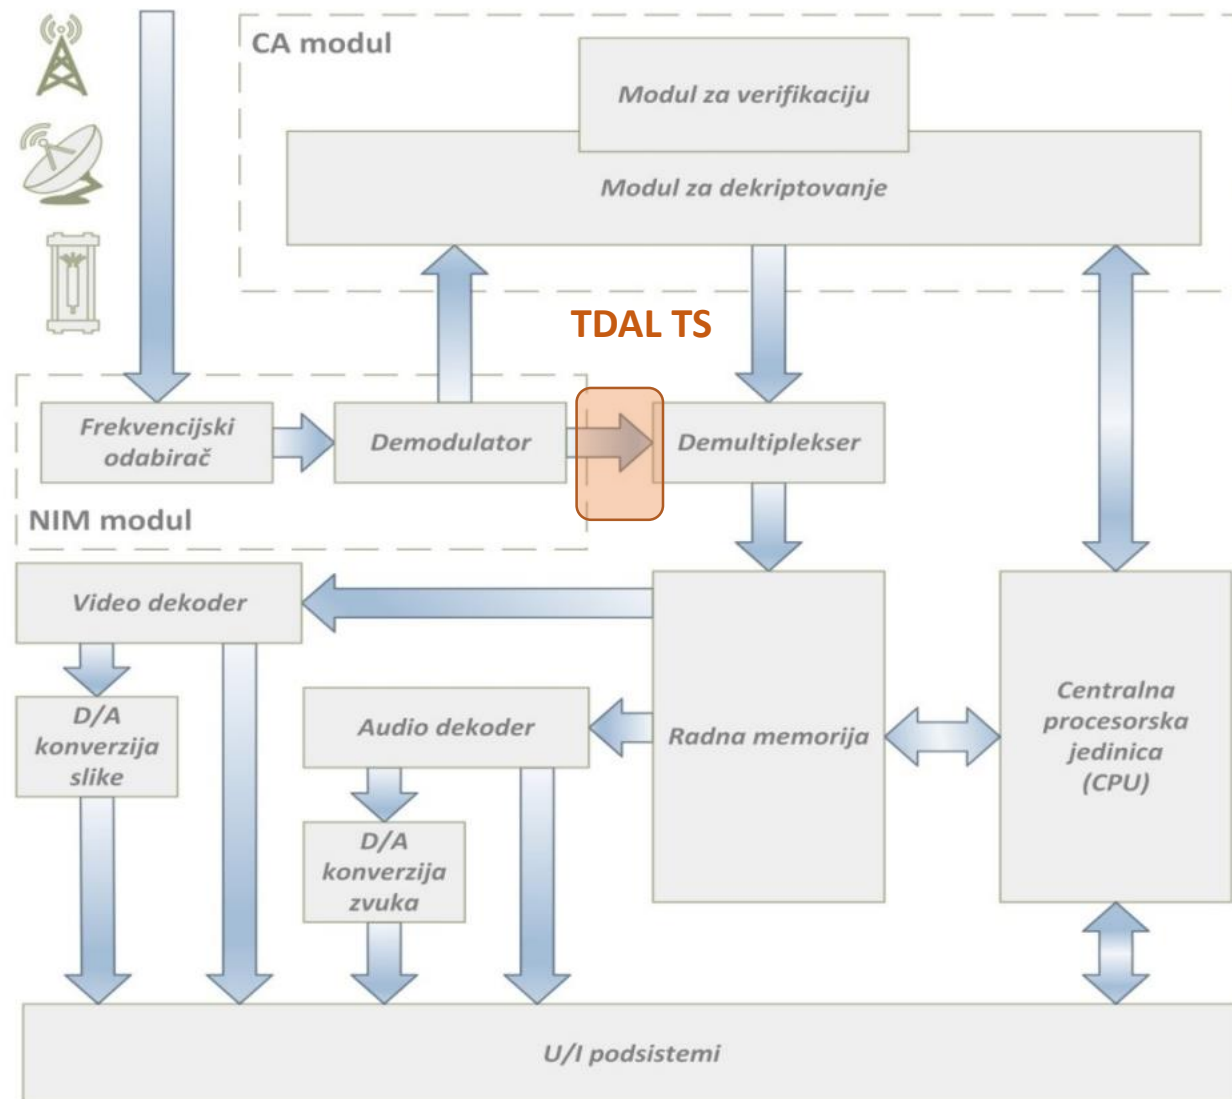 CA modul
Modul za verifikaciju
Modul za dekriptovanje
TDAL TS
Frekvencijski
odabirač
Demodulator
Demultiplekser
NIM modul
Video dekoder
D/A
konverzija
slike
Audio dekoder
Radna memorija
Centralna
procesorska
jedinica
(CPU)
D/A
konverzija
zvuka
U/I podsistemi